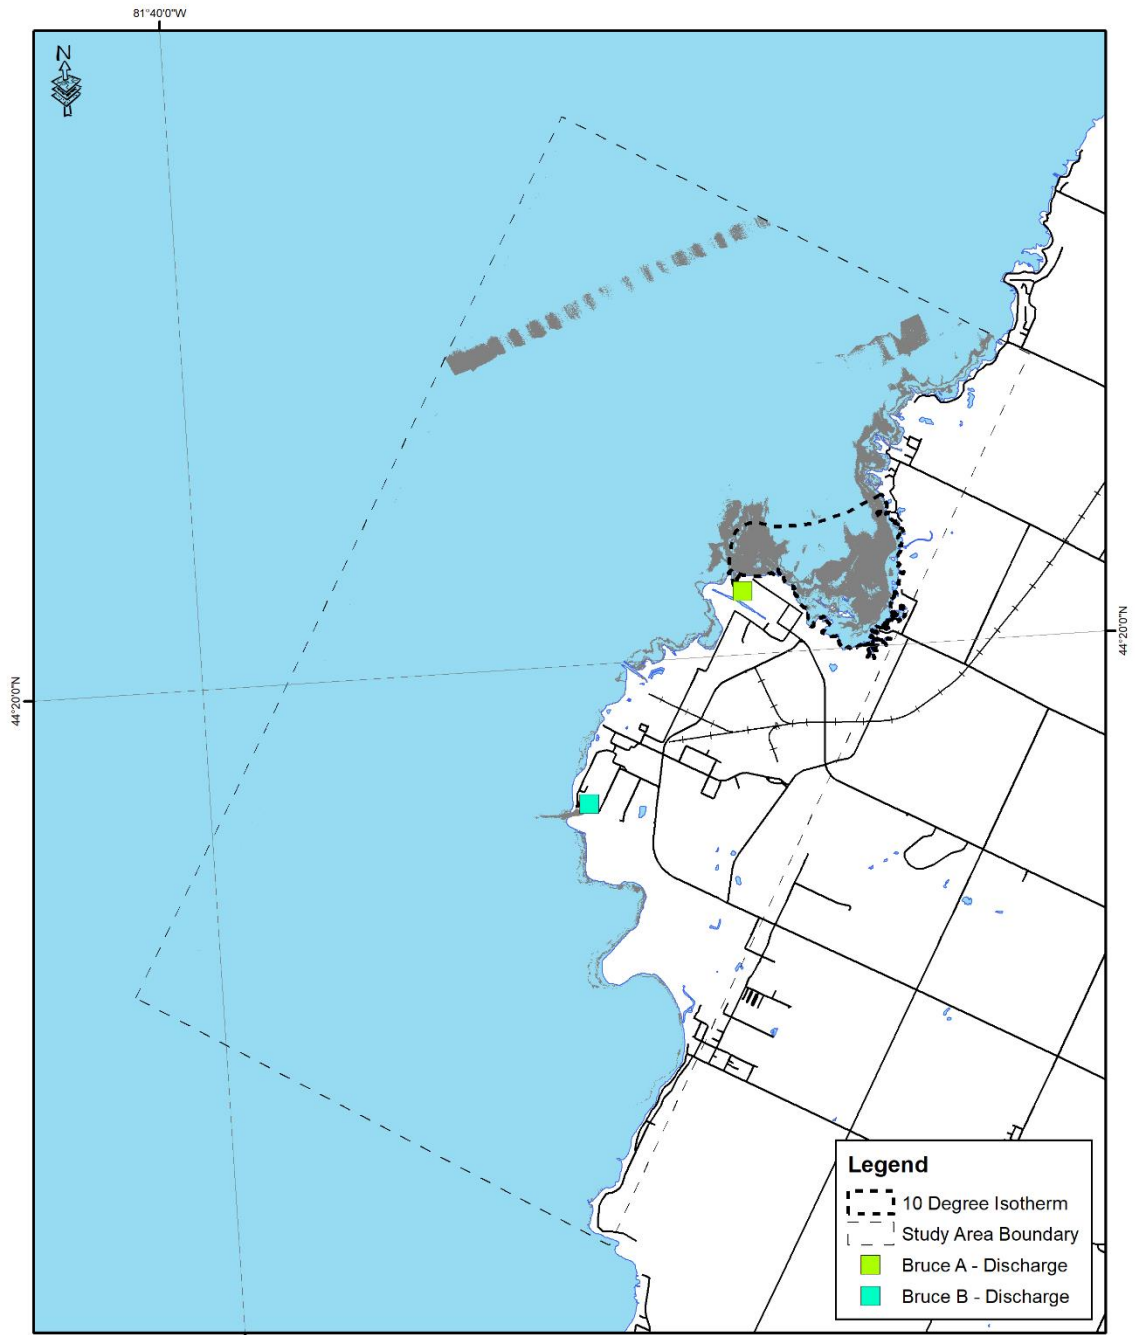 81°40'0"W
N
44°20'0"N
44°20'0"N
Legend
10 Degree Isotherm
Study Area Boundary
Bruce A - Discharge
Bruce B - Discharge